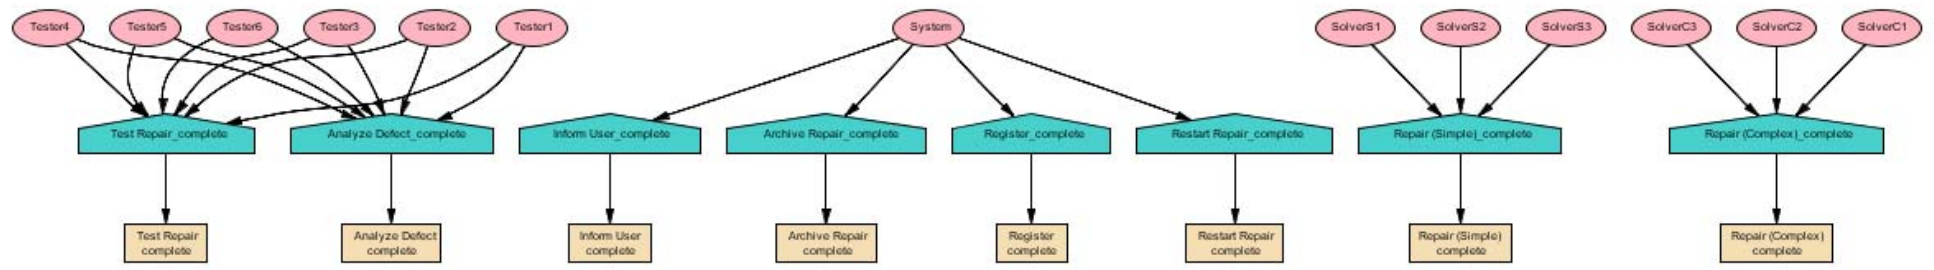 Tester4
Tester5
Tester6
Tester3
Tester2
Tester1
System
SolverS1
SolverS2
SolverS3
SolverC3
SolverC2
SolverC1
Test Repair_complete
Analyze Defect_complete
Inform User_complete
Archive Repair_complete
Register_complete
Restart Repair_complete
Repair (Simple)_complete
Repair (Complex)_complete
Test Repair
complete
Analyze Defect
complete
Inform User
complete
Archive Repair
complete
Register
complete
Restart Repair
complete
Repair (Simple)
complete
Repair (Complex)
complete